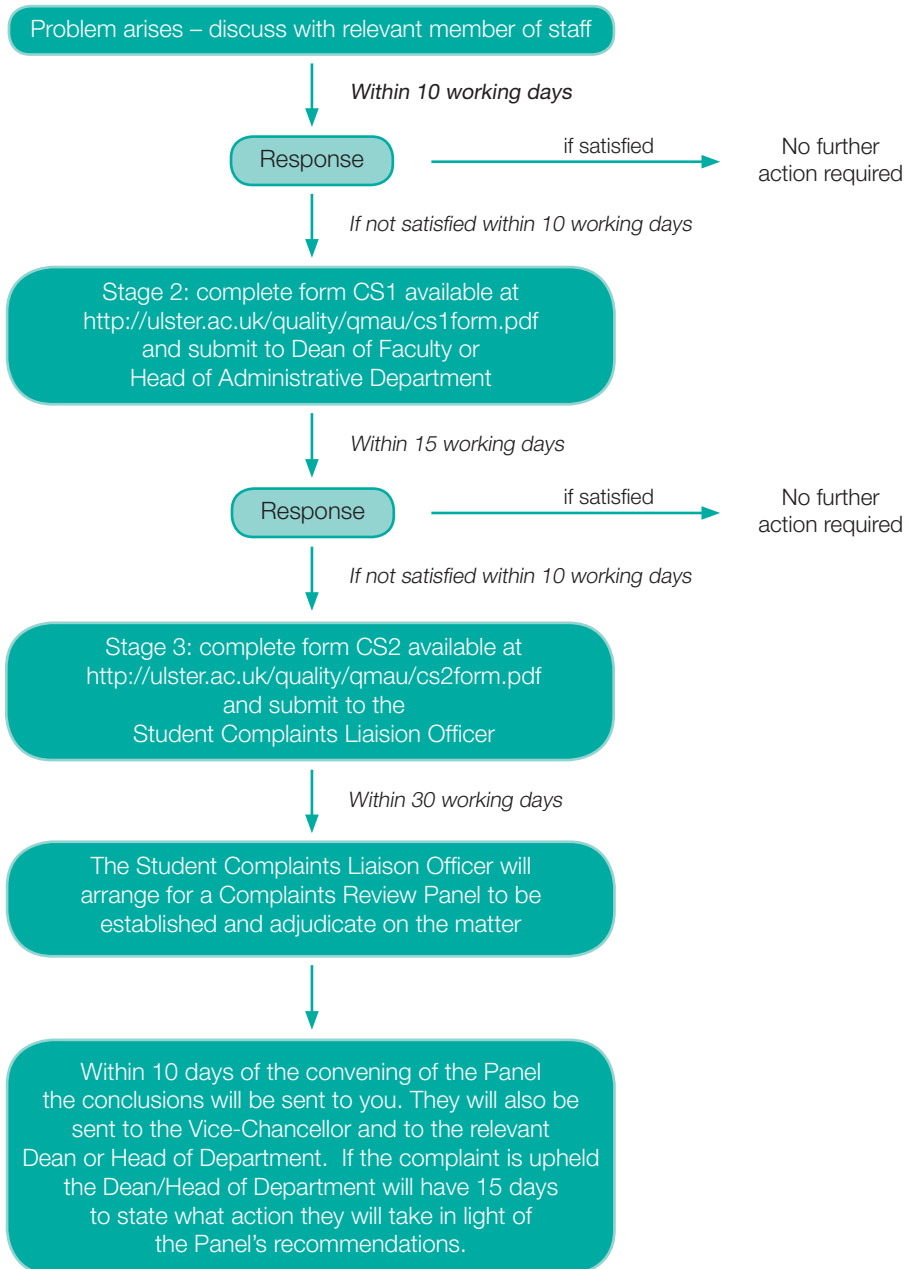 Problem arises – discuss with relevant member of staff
Within 10 working days
Response
if satisfied
No further
action required
If not satisfied within 10 working days
Stage 2: complete form CS1 available at
http://ulster.ac.uk/quality/qmau/cs1form.pdf
and submit to Dean of Faculty or
Head of Administrative Department
Within 15 working days
Response
if satisfied
No further
action required
If not satisfied within 10 working days
Stage 3: complete form CS2 available at
http://ulster.ac.uk/quality/qmau/cs2form.pdf
and submit to the
Student Complaints Liaision Officer
Within 30 working days
The Student Complaints Liaison Officer will
arrange for a Complaints Review Panel to be
established and adjudicate on the matter
Within 10 days of the convening of the Panel
the conclusions will be sent to you. They will also be
sent to the Vice-Chancellor and to the relevant
Dean or Head of Department. If the complaint is upheld
the Dean/Head of Department will have 15 days
to state what action they will take in light of
the Panel's recommendations.